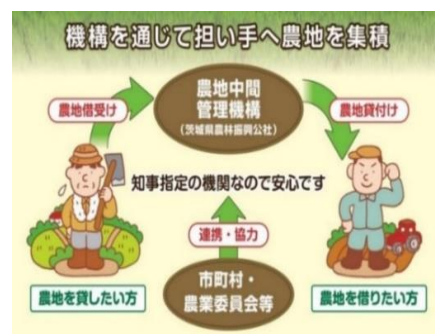 機構を通じて担い手へ農地を集積
農地中間
管理機構
(茨城県農林振興公社)
農地借受け
農地貸付け
知事指定の機関なので安心です
連携・協力
市町村・
農業委員会等
農地を貸したい方
農地を借りたい方